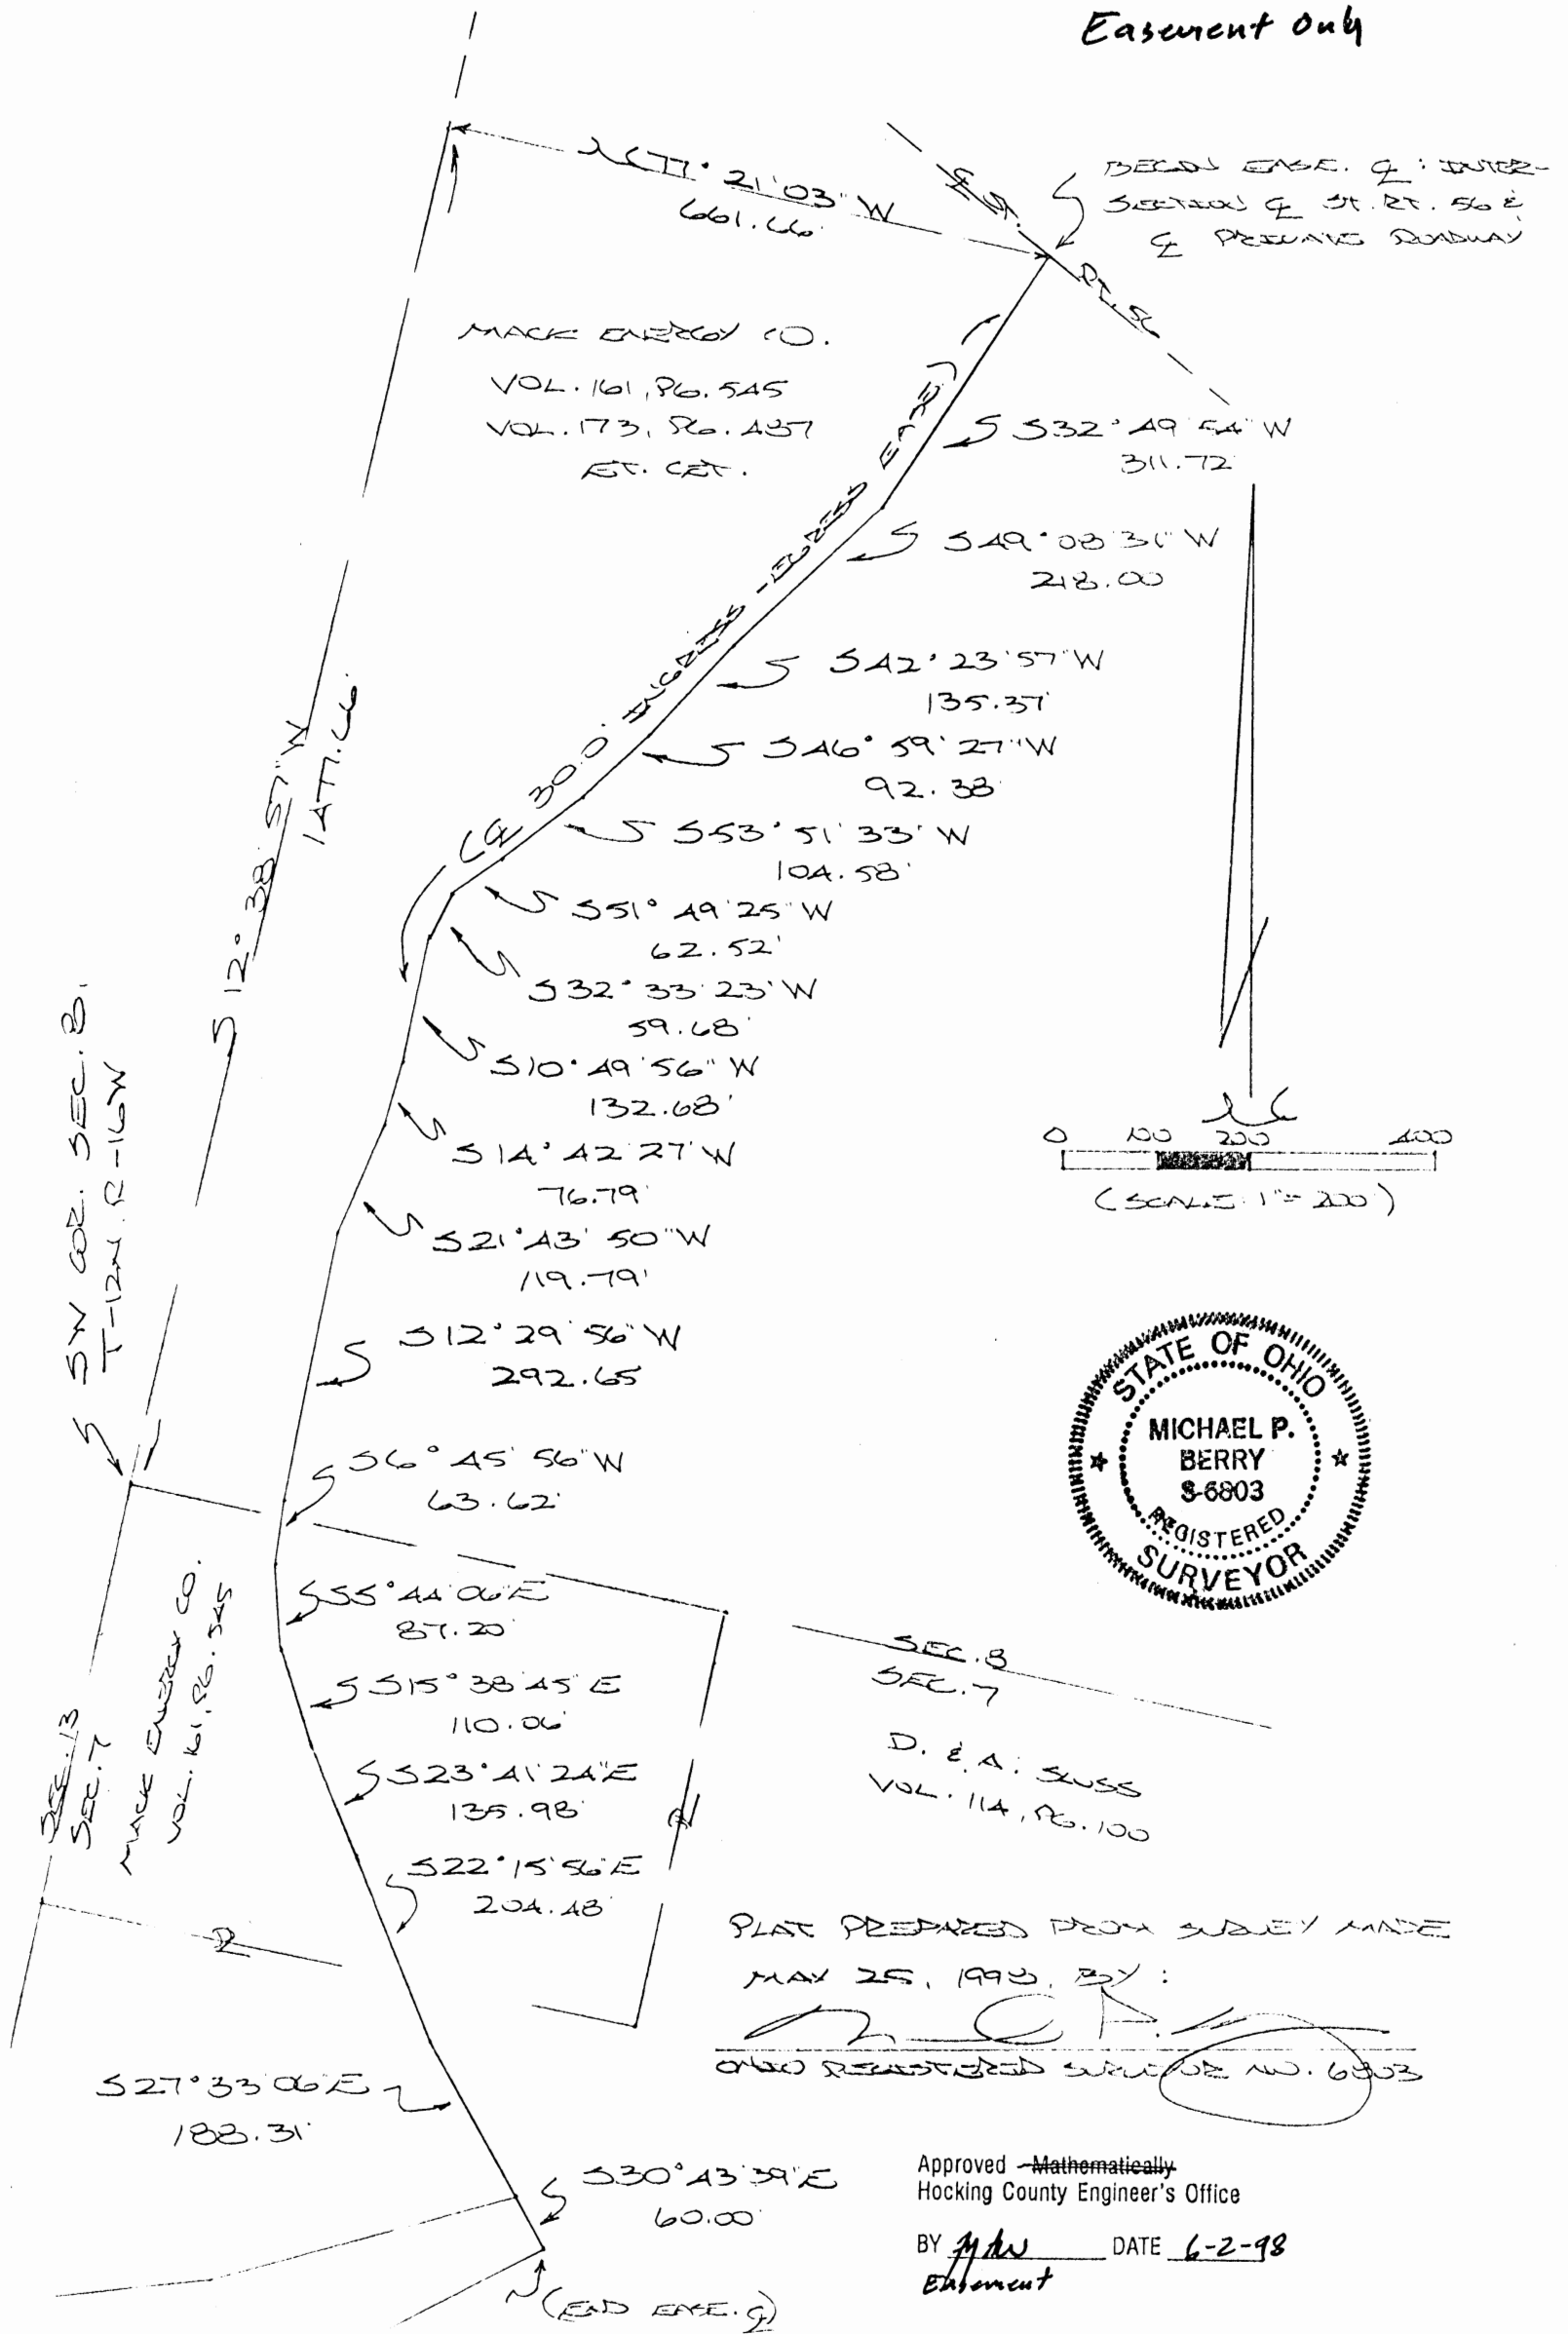 Easement Only
N 77° 21' 03" W
661.66'
℄ ST. RT. 56
BEGIN EASE. ℄ : INTER-
SECTION ℄ ST. RT. 56 &
℄ PRIVATE ROADWAY
MACK ENERGY CO.
VOL. 161, PG. 545
VOL. 173, PG. 437
ET. CET.
(℄ 30.0' INGRESS-EGRESS EASE.)
S32° 49' 54" W
311.72'
S49° 08' 31" W
218.00
S42° 23' 57" W
135.37'
S46° 59' 27" W
92.38'
S53° 51' 33" W
104.58'
S51° 49' 25" W
62.52'
S32° 33' 23" W
59.68'
S10° 49' 56" W
132.68'
S14° 42' 27" W
76.79'
S21° 43' 50" W
119.79'
S12° 29' 56" W
292.65
S6° 45' 56" W
63.62'
S 12° 38' 57" W
1477.66'
SW COR. SEC. 8,
T-12N, R-16W
N
0 100 200 400
(SCALE: 1" = 200')
STATE OF OHIO
MICHAEL P.
BERRY
S-6803
REGISTERED
SURVEYOR
S5° 44' 06" E
87.20'
S15° 38' 45" E
110.06'
S23° 41' 24" E
135.98'
S22° 15' 56" E
204.48'
SEC. 8
SEC. 7
D. & A. SLUSS
VOL. 114, PG. 100
SEC. 13
SEC. 7
MACK ENERGY CO.
VOL. 161, PG. 545
PLAT PREPARED FROM SURVEY MADE
MAY 25, 1998, BY:
OHIO REGISTERED SURVEYOR NO. 6803
S27° 33' 06" E
188.31'
S30° 43' 39" E
60.00'
(END EASE. ℄)
Approved Mathematically
Hocking County Engineer's Office
BY DATE 6-2-98
Easement